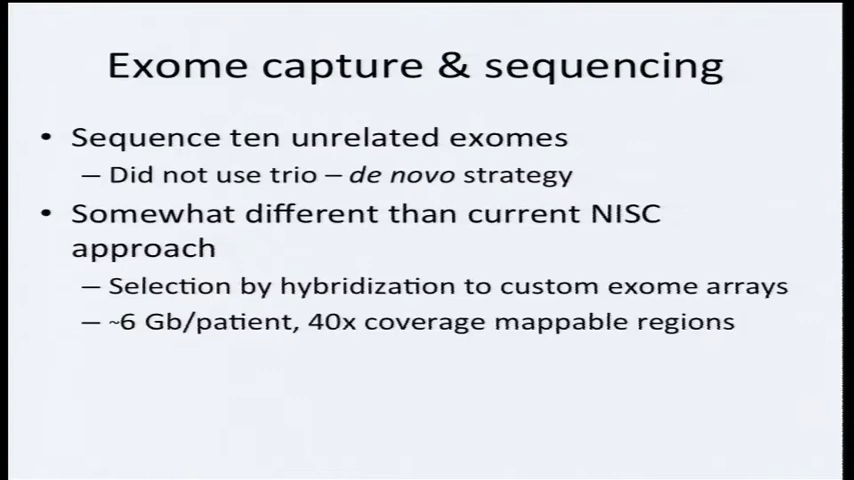 Exome capture & sequencing
• Sequence ten unrelated exomes
– Did not use trio – de novo strategy
• Somewhat different than current NISC
approach
– Selection by hybridization to custom exome arrays
– ~6 Gb/patient, 40x coverage mappable regions